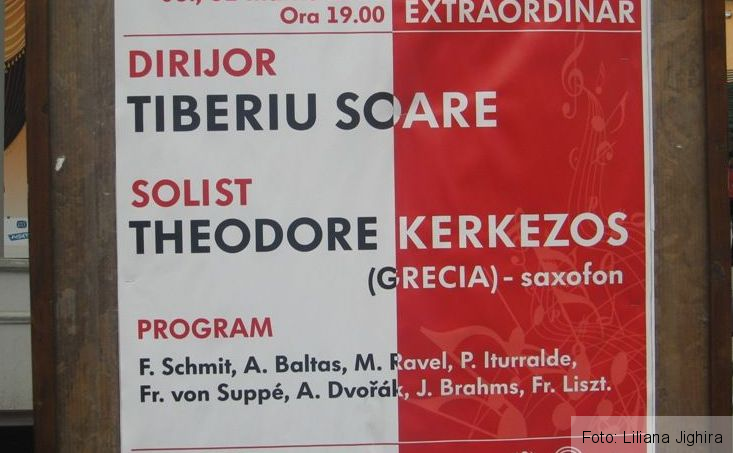 Ora 19.00
EXTRAORDINAR
DIRIJOR
TIBERIU SOARE
SOLIST
THEODORE KERKEZOS
(GRECIA) - saxofon
PROGRAM
F. Schmit, A. Baltas, M. Ravel, P. Iturralde,
Fr. von Suppé, A. Dvořák, J. Brahms, Fr. Liszt.
Foto: Liliana Jighira